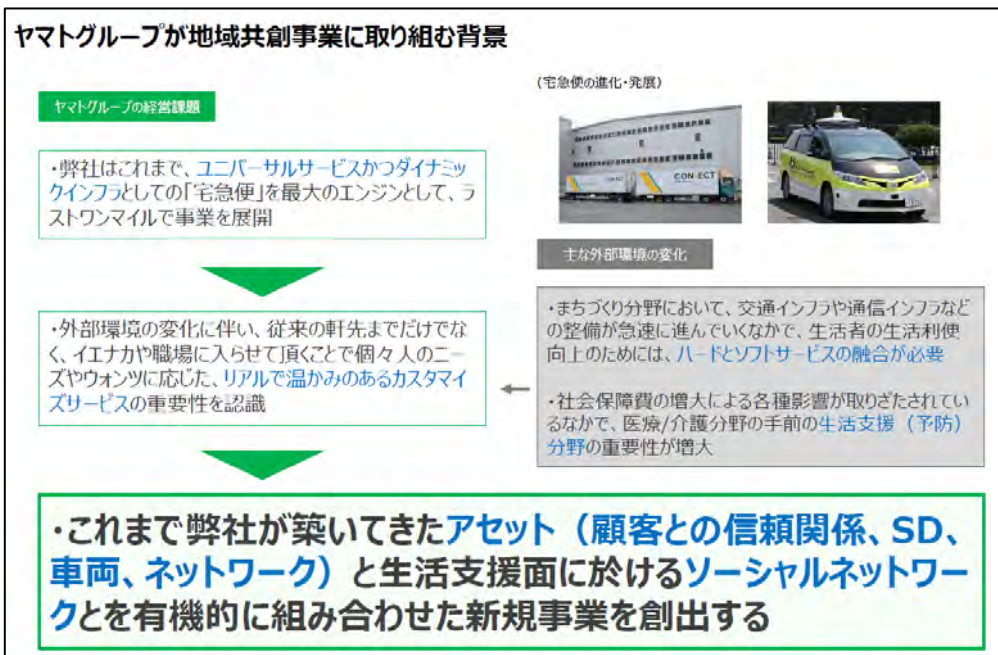 ヤマトグループが地域共創事業に取り組む背景
ヤマトグループの経営課題
・弊社はこれまで、ユニバーサルサービスかつダイナミッ
クインフラとしての「宅急便」を最大のエンジンとして、ラ
ストワンマイルで事業を展開
・外部環境の変化に伴い、従来の軒先までだけでな
く、イエナカや職場に入らせて頂くことで個々人のニー
ズやウォンツに応じた、リアルで温かみのあるカスタマイ
ズサービスの重要性を認識
(宅急便の進化・発展)
CON-ECT
CON-ECT
主な外部環境の変化
・まちづくり分野において、交通インフラや通信インフラなど
の整備が急速に進んでいくなかで、生活者の生活利便
向上のためには、ハードとソフトサービスの融合が必要
・社会保障費の増大による各種影響が取りざたされてい
るなかで、医療/介護分野の手前の生活支援（予防）
分野の重要性が増大
・これまで弊社が築いてきたアセット（顧客との信頼関係、SD、
車両、ネットワーク）と生活支援面に於けるソーシャルネットワー
クとを有機的に組み合わせた新規事業を創出する